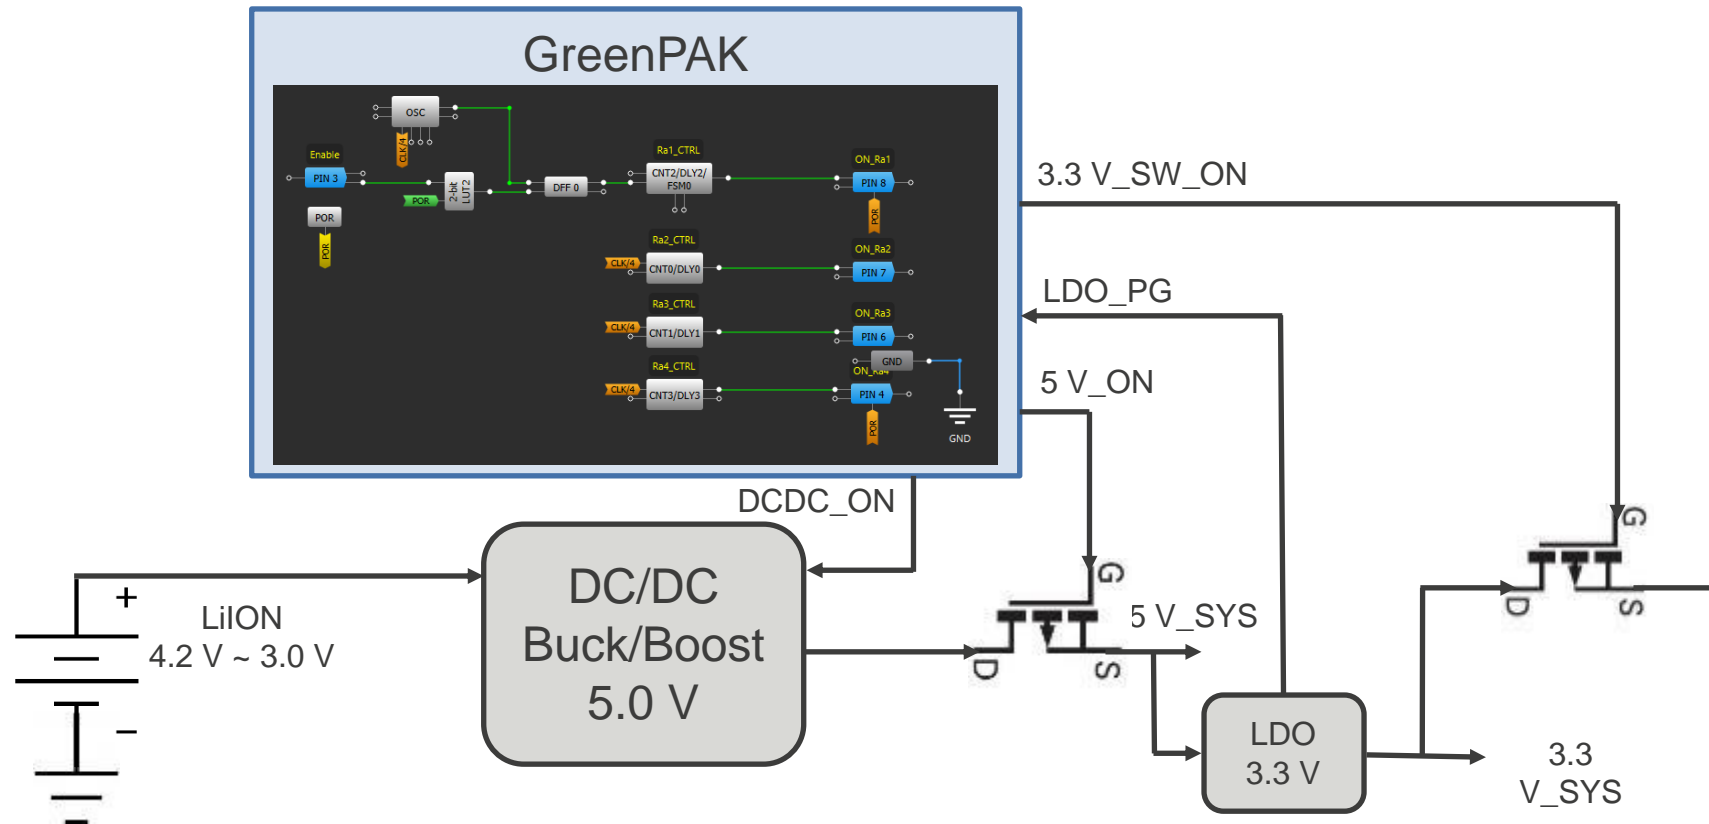 GreenPAK
OSC
CLK/4
Enable
PIN 3
POR
POR
POR
2-bit
LUT2
DFF 0
Ra1_CTRL
CNT2/DLY2/
FSM0
ON_Ra1
PIN 8
POR
Ra2_CTRL
CLK/4
CNT0/DLY0
ON_Ra2
PIN 7
Ra3_CTRL
CLK/4
CNT1/DLY1
ON_Ra3
PIN 6
GND
Ra4_CTRL
CLK/4
CNT3/DLY3
ON_Ra4
PIN 4
POR
GND
3.3 V_SW_ON
LDO_PG
5 V_ON
DCDC_ON
G
D
S
+
LiION
4.2 V ~ 3.0 V
−
DC/DC
Buck/Boost
5.0 V
G
D
S
5 V_SYS
LDO
3.3 V
3.3
V_SYS